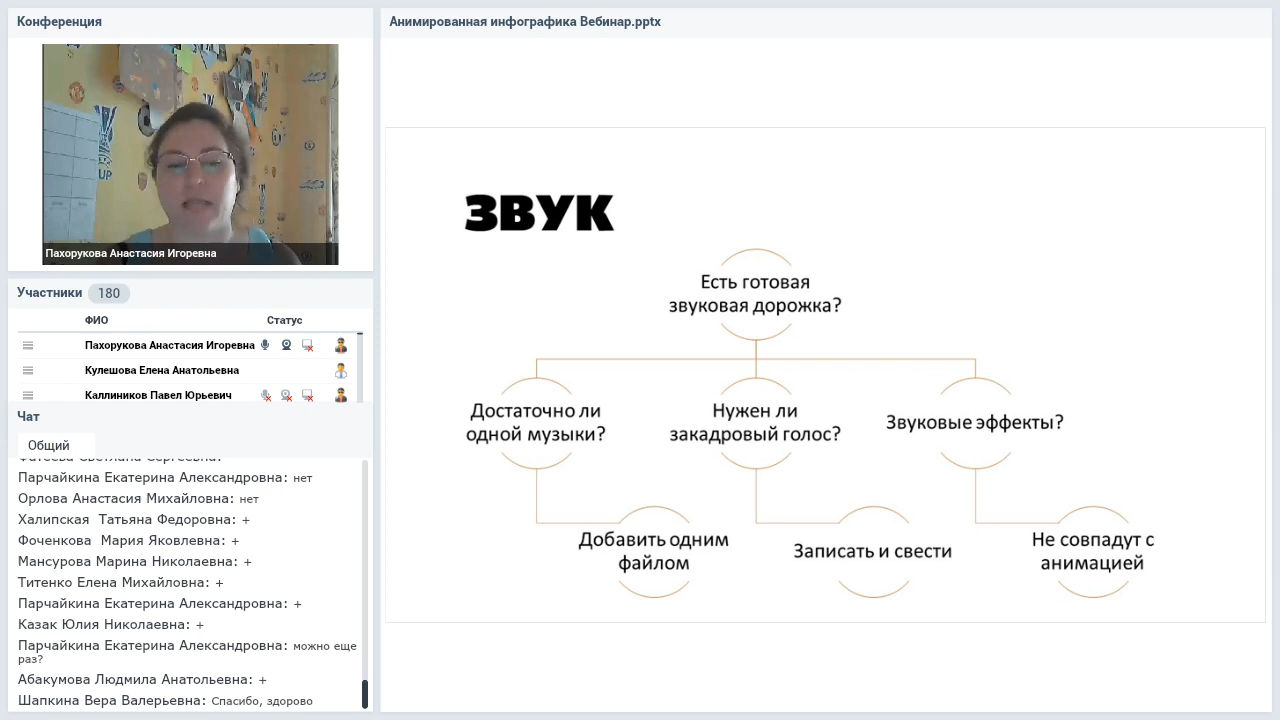 Конференция
UP
Пахорукова Анастасия Игоревна
Участники 180
ФИО Статус
Пахорукова Анастасия Игоревна
Кулешова Елена Анатольевна
Каллиников Павел Юрьевич
Чат
Общий
Парчайкина Екатерина Александровна: нет
Орлова Анастасия Михайловна: нет
Халипская Татьяна Федоровна: +
Фоченкова Мария Яковлевна: +
Мансурова Марина Николаевна: +
Титенко Елена Михайловна: +
Парчайкина Екатерина Александровна: +
Казак Юлия Николаевна: +
Парчайкина Екатерина Александровна: можно еще
раз?
Абакумова Людмила Анатольевна: +
Шапкина Вера Валерьевна: Спасибо, здорово
Анимированная инфографика Вебинар.pptx
ЗВУК
Есть готовая
звуковая дорожка?
Достаточно ли
одной музыки?
Нужен ли
закадровый голос?
Звуковые эффекты?
Добавить одним
файлом
Записать и свести
Не совпадут с
анимацией